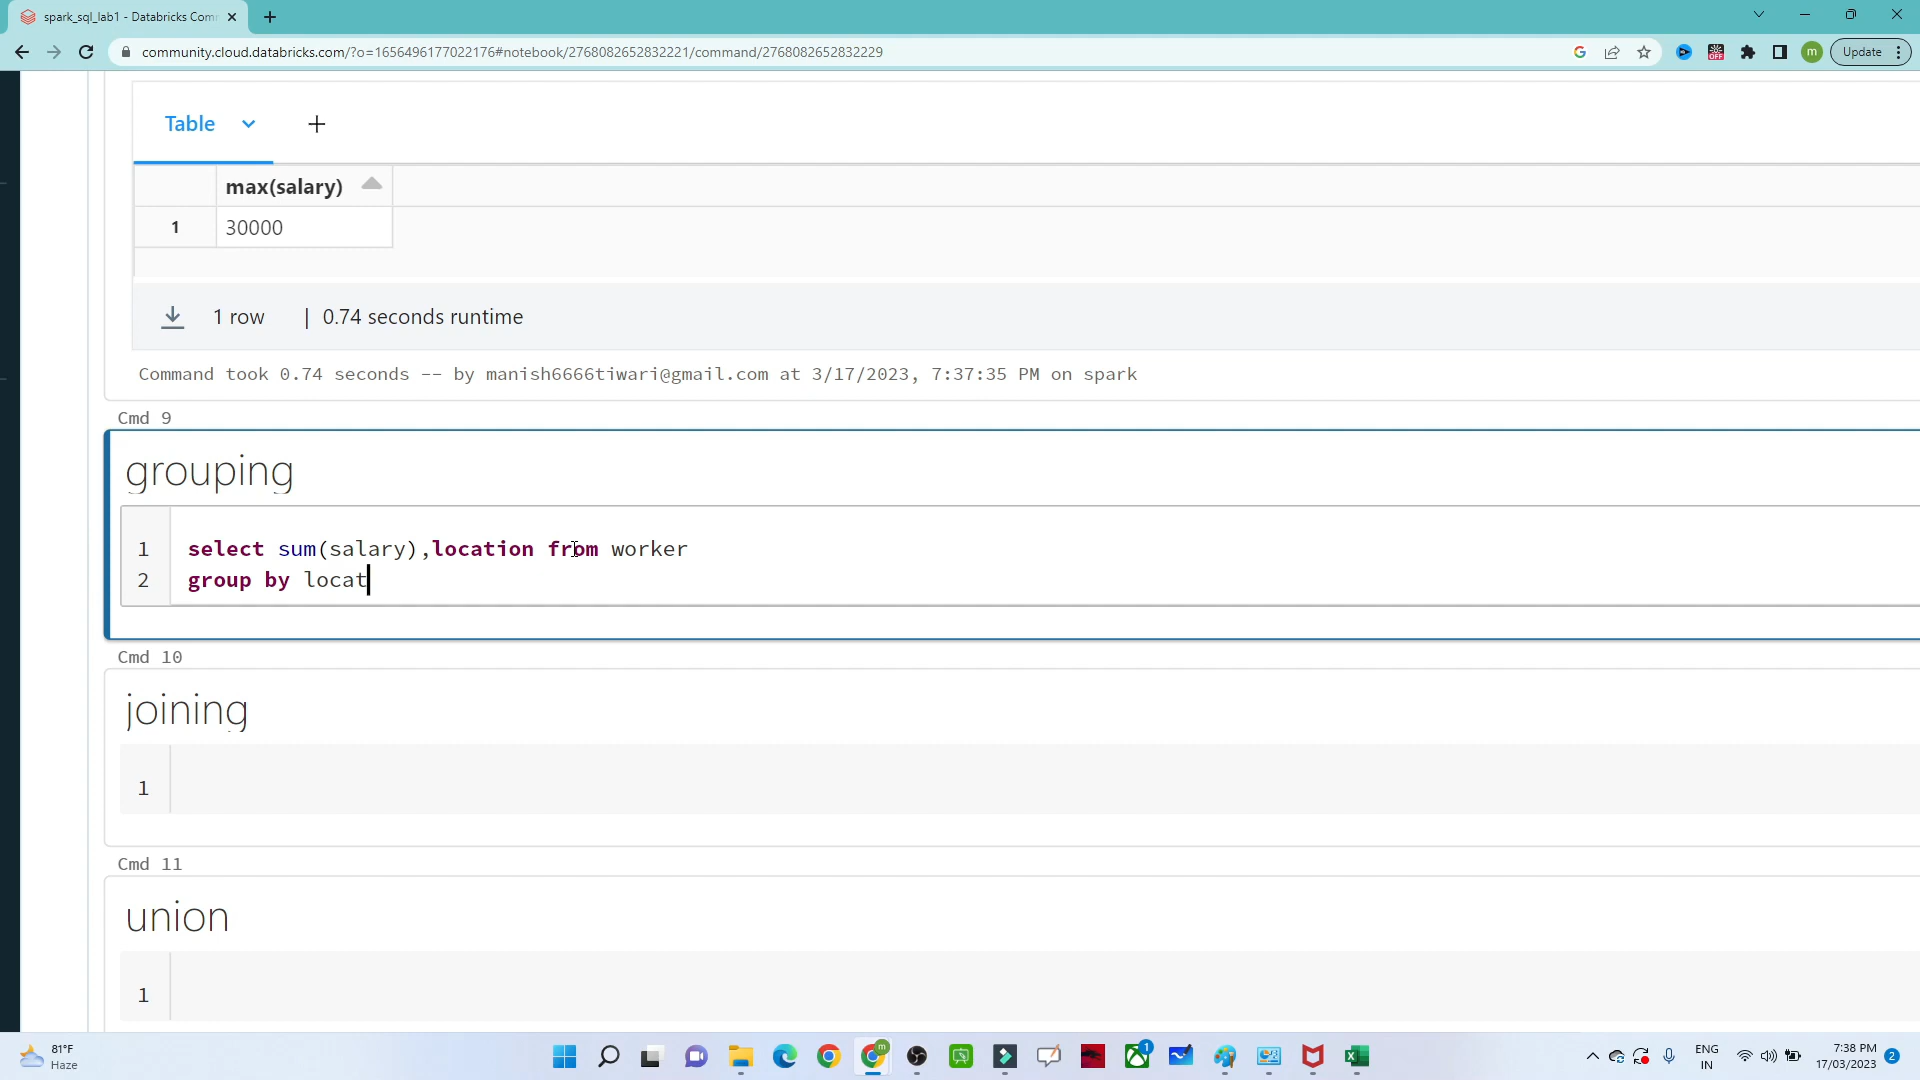 spark_sql_lab1 - Databricks Com
community.cloud.databricks.com/?o=1656496177022176#notebook/2768082652832221/command/2768082652832229
m
Update
Table
max(salary)
1 30000
1 row | 0.74 seconds runtime
Command took 0.74 seconds -- by manish6666tiwari@gmail.com at 3/17/2023, 7:37:35 PM on spark
Cmd 9
grouping
1 select sum(salary),location from worker
2 group by locat
Cmd 10
joining
1
Cmd 11
union
1
81°F
Haze
m
1
ENG
IN
7:38 PM
17/03/2023
2